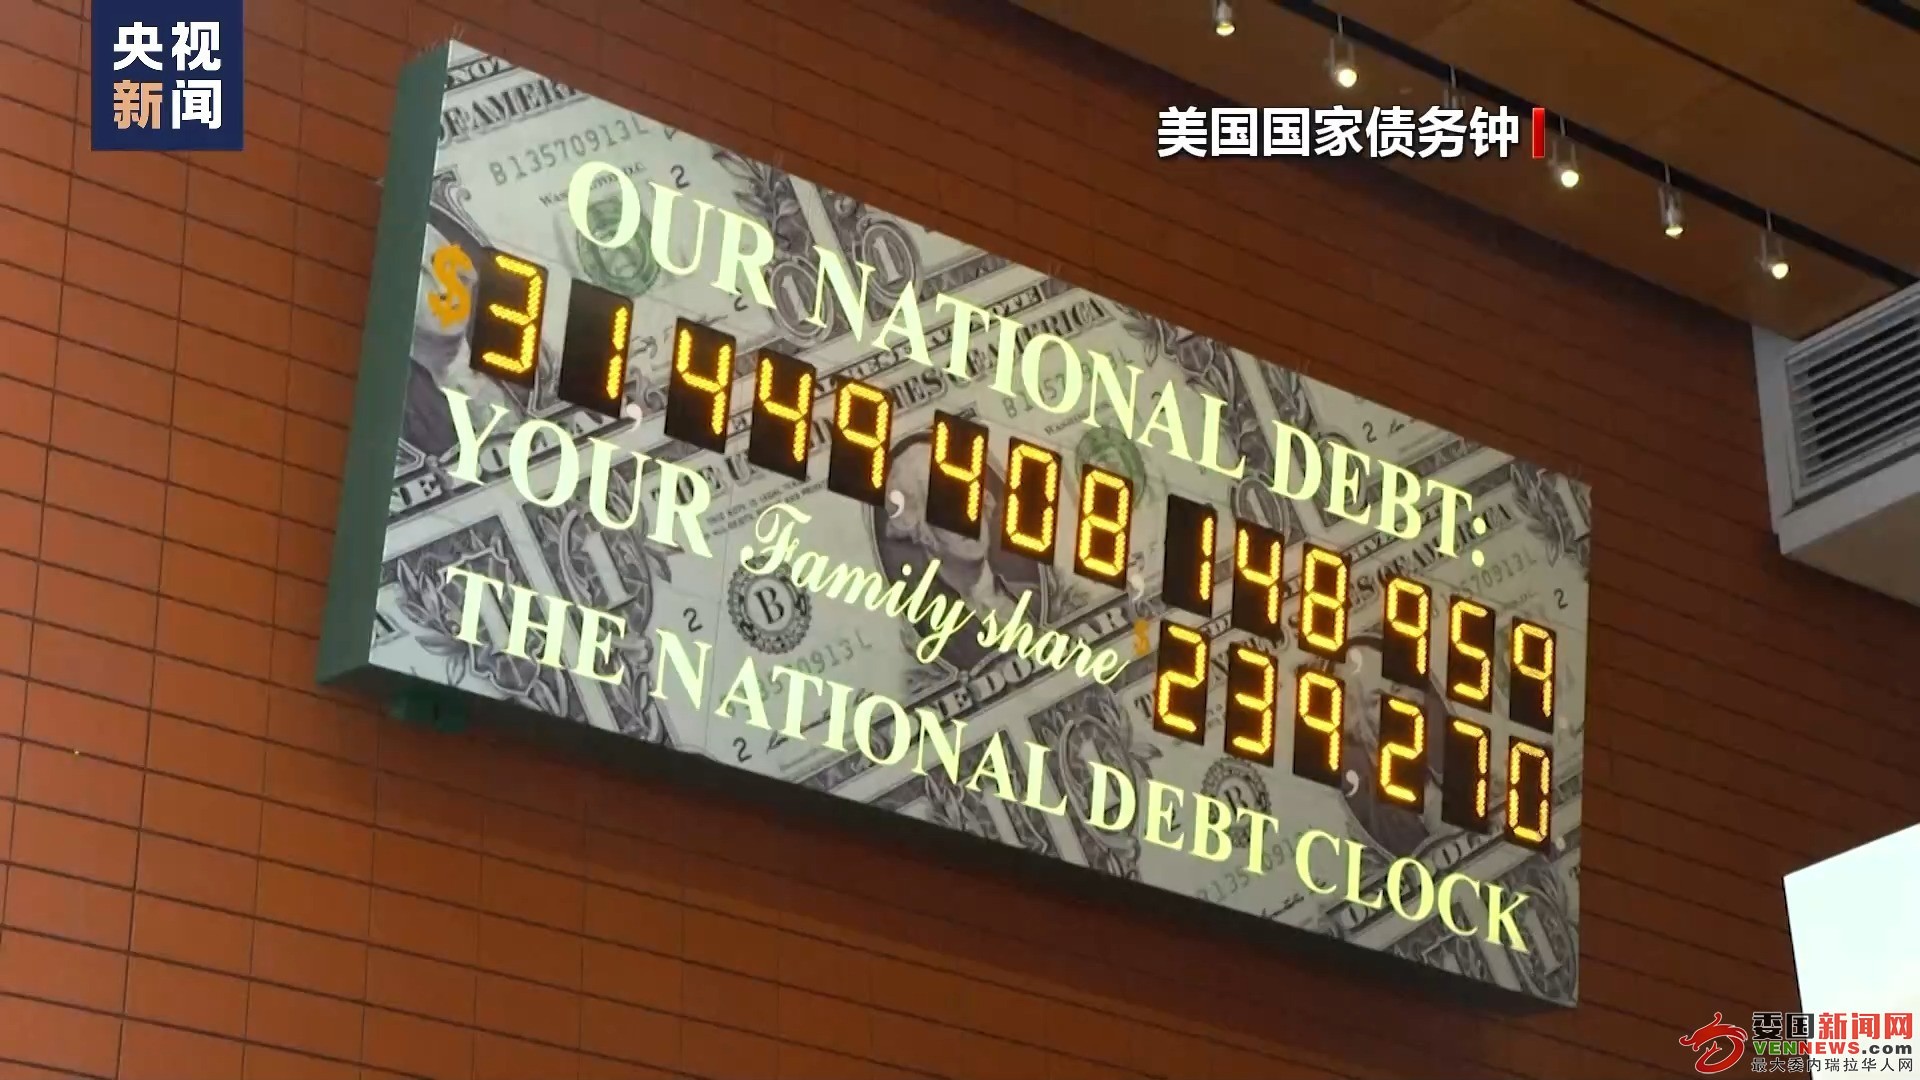 央视
新闻
美国国家债务钟
OUR NATIONAL DEBT:
$31,449,408,148,959
YOUR Family share $239,270
THE NATIONAL DEBT CLOCK
委国新闻网
VENNEWS.com
最大委内瑞拉华人网